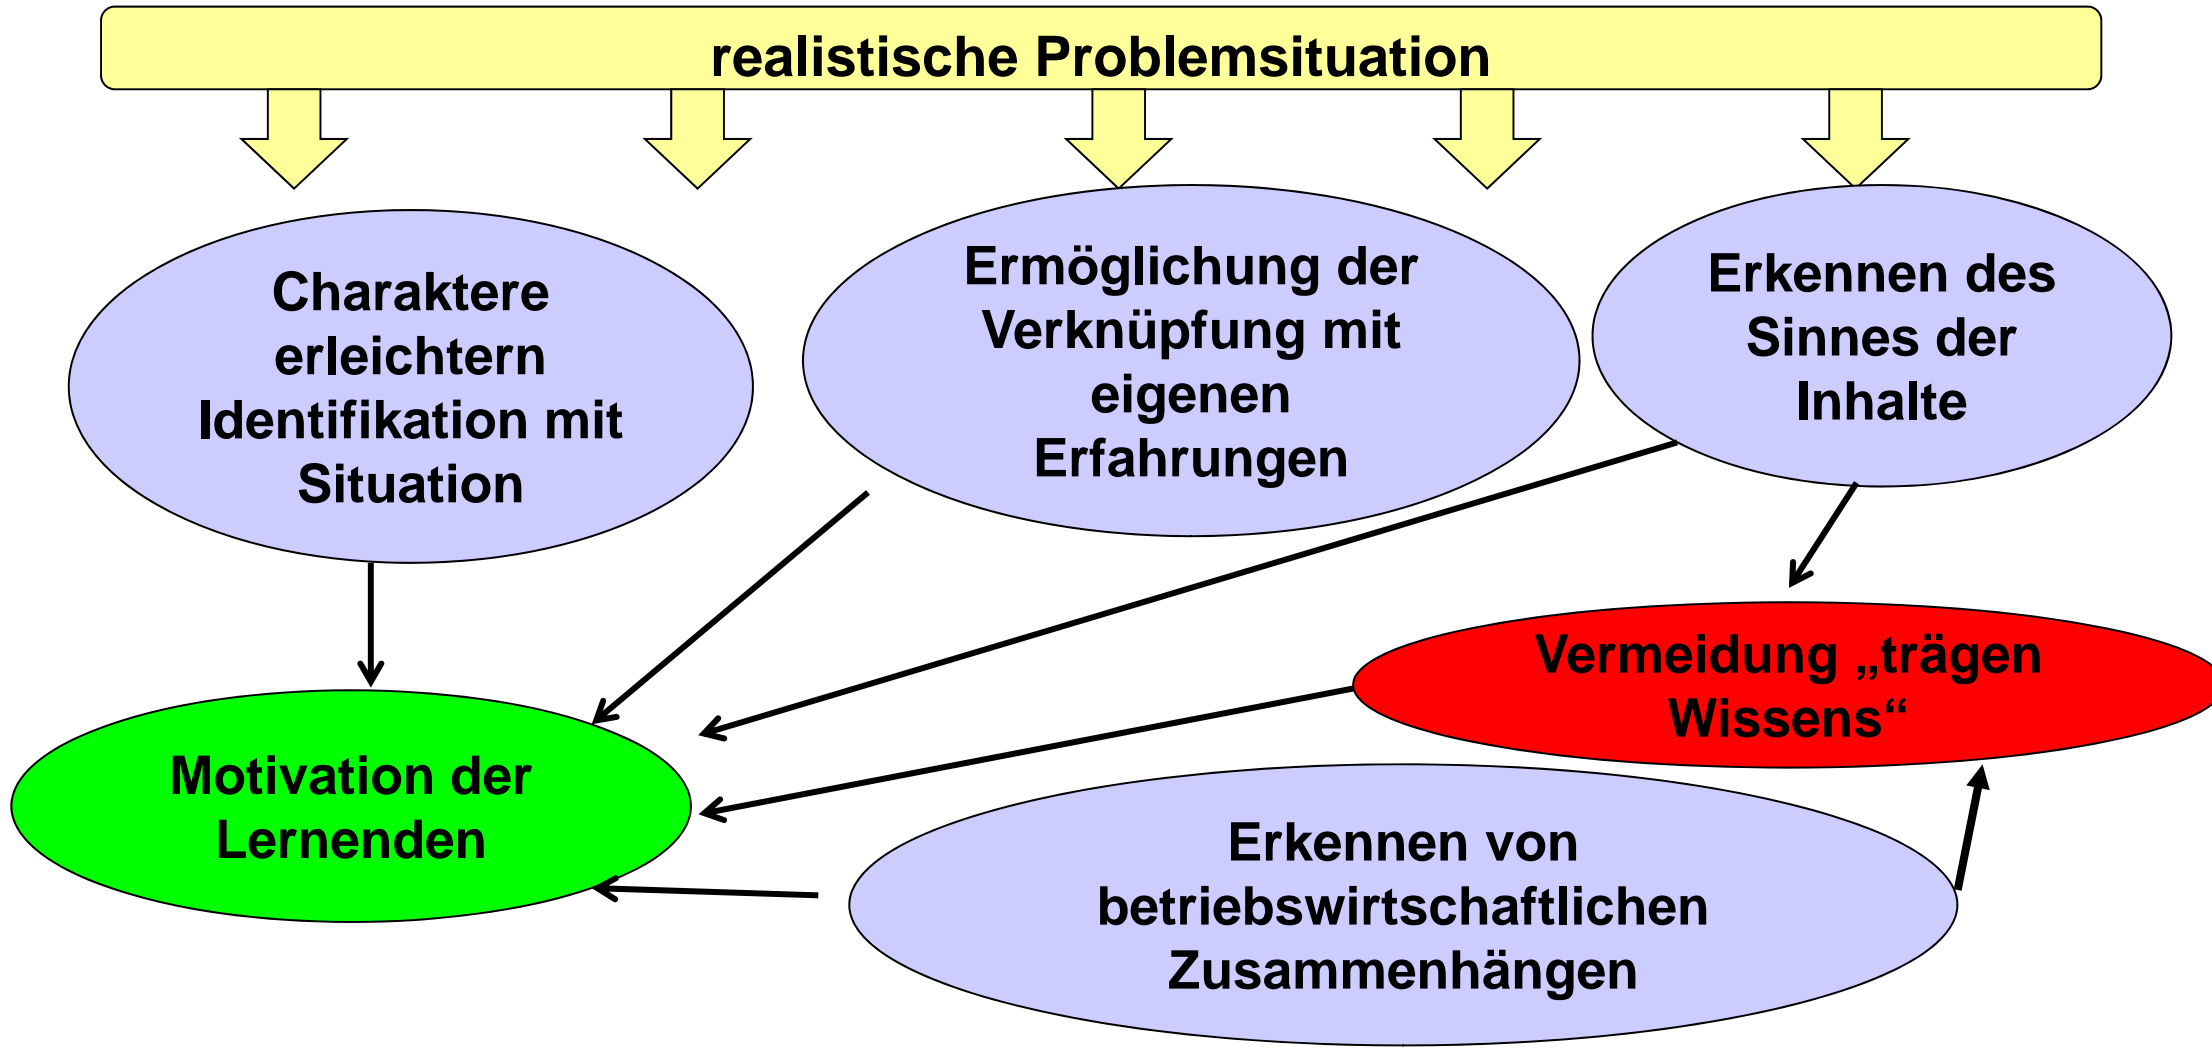 realistische Problemsituation
Charaktere
erleichtern
Identifikation mit
Situation
Ermöglichung der
Verknüpfung mit
eigenen
Erfahrungen
Erkennen des
Sinnes der
Inhalte
Vermeidung „trägen
Wissens“
Motivation der
Lernenden
Erkennen von
betriebswirtschaftlichen
Zusammenhängen